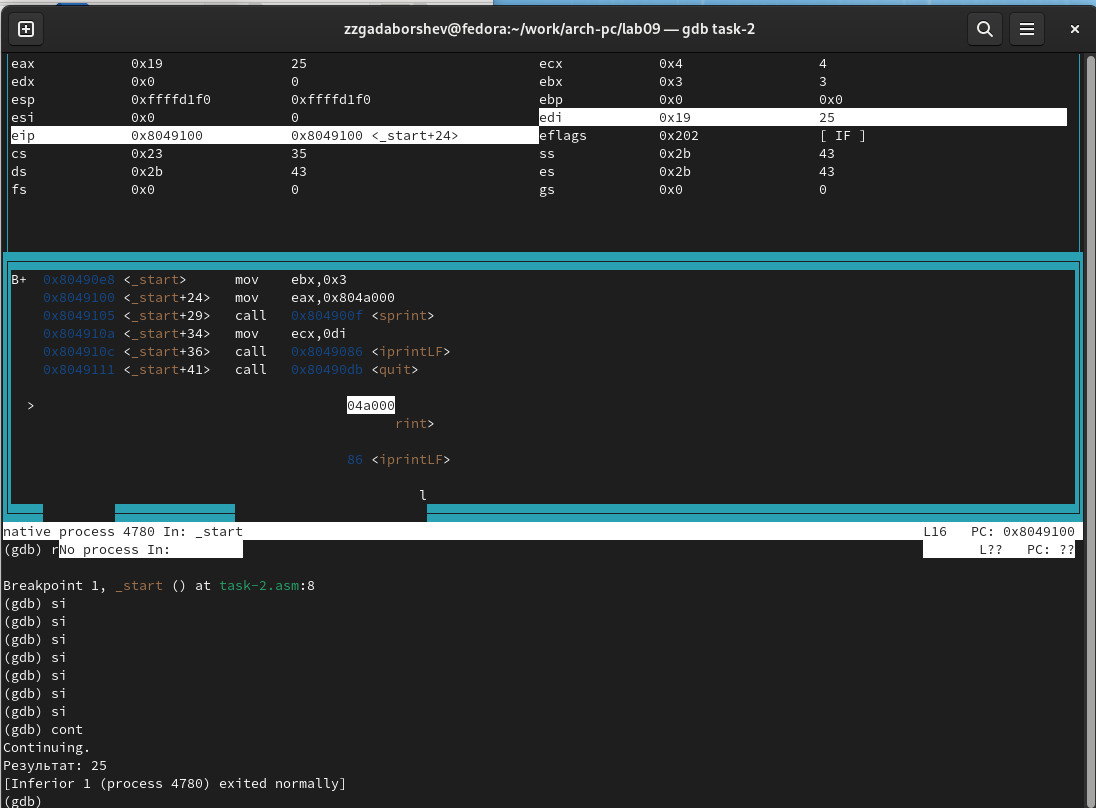 zzgadaborshev@fedora:~/work/arch-pc/lab09 — gdb task-2
eax 0x19 25 ecx 0x4 4
edx 0x0 0 ebx 0x3 3
esp 0xffffd1f0 0xffffd1f0 ebp 0x0 0x0
esi 0x0 0 edi 0x19 25
eip 0x8049100 0x8049100 <_start+24> eflags 0x202 [ IF ]
cs 0x23 35 ss 0x2b 43
ds 0x2b 43 es 0x2b 43
fs 0x0 0 gs 0x0 0
B+ 0x80490e8 <_start> mov ebx,0x3
0x8049100 <_start+24> mov eax,0x804a000
0x8049105 <_start+29> call 0x804900f <sprint>
0x804910a <_start+34> mov ecx,0di
0x804910c <_start+36> call 0x8049086 <iprintLF>
0x8049111 <_start+41> call 0x80490db <quit>
> 04a000
rint>
86 <iprintLF>
l
native process 4780 In: _start L16 PC: 0x8049100
(gdb) rNo process In: L?? PC: ??
Breakpoint 1, _start () at task-2.asm:8
(gdb) si
(gdb) si
(gdb) si
(gdb) si
(gdb) si
(gdb) si
(gdb) si
(gdb) cont
Continuing.
Результат: 25
[Inferior 1 (process 4780) exited normally]
(gdb)